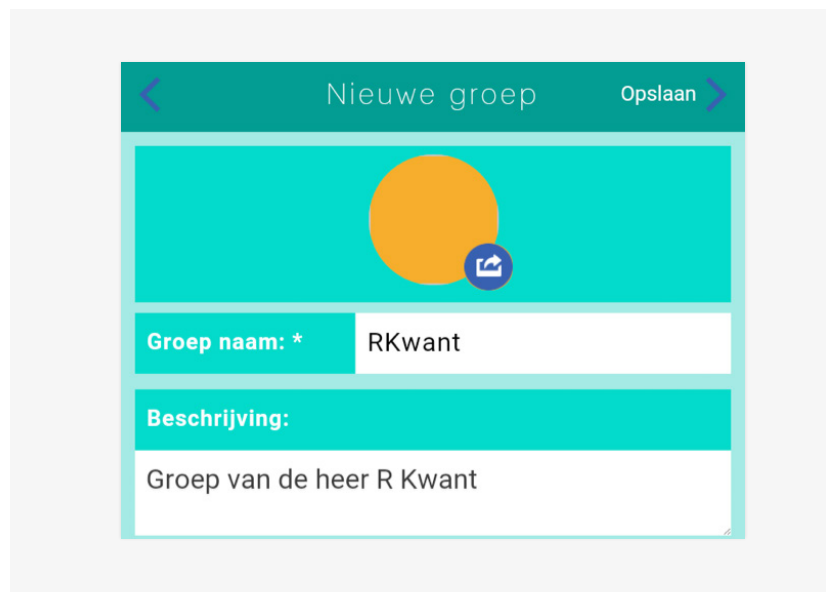 Nieuwe groep Opslaan
Groep naam: * RKwant
Beschrijving:
Groep van de heer R Kwant